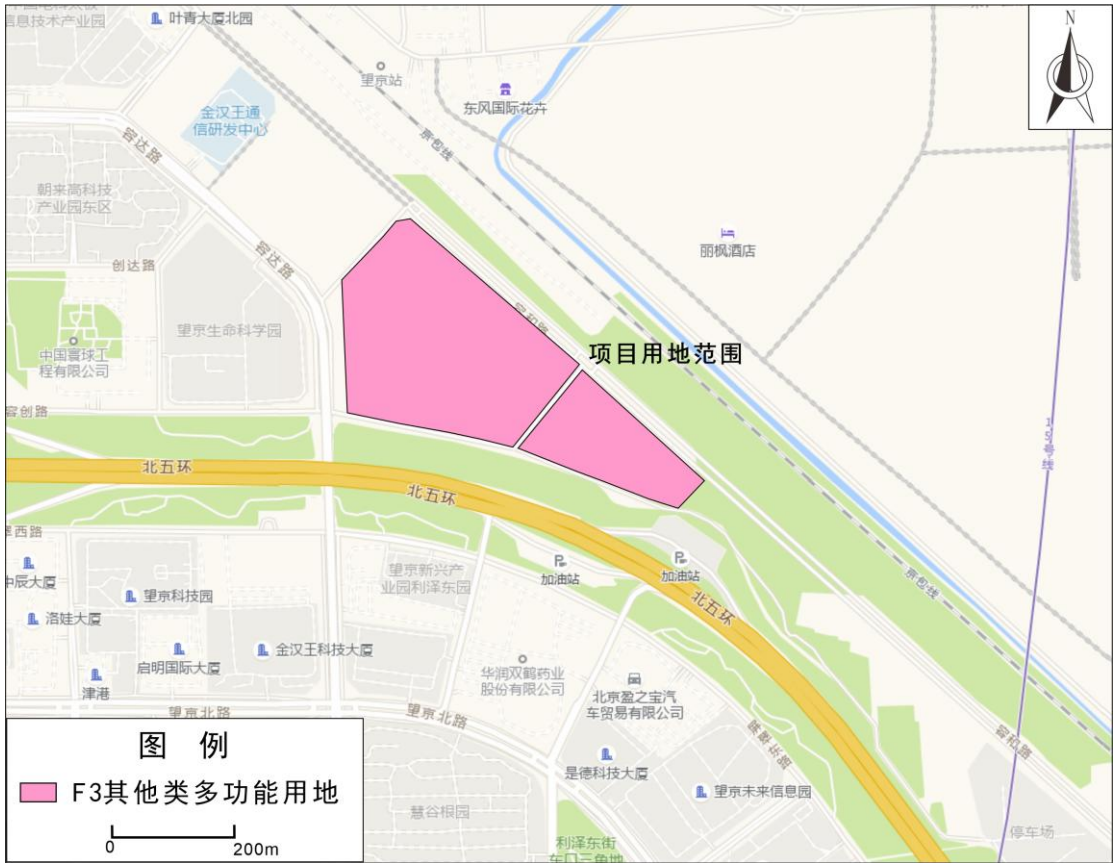 信息技术产业园
叶青大厦北园
望京站
东风国际花卉
N
金汉王通
信研发中心
容达路
京包线
朝来高科技
产业园东区
丽枫酒店
容达路
创达路
容和路
望京生命科学园
项目用地范围
中国寰球工
程有限公司
容创路
15号线
北五环
北五环
西路
中辰大厦
望京科技园
望京新兴产
业园利泽东园
加油站
加油站
京包线
洛娃大厦
北五环
启明国际大厦
金汉王科技大厦
华润双鹤药业
股份有限公司
津港
北京盈之宝汽
车贸易有限公司
望京北路
望京北路
容和路
图 例
是德科技大厦
F3其他类多功能用地
望京未来信息园
慧谷根园
停车场
0
200m
利泽东街
东口三角地